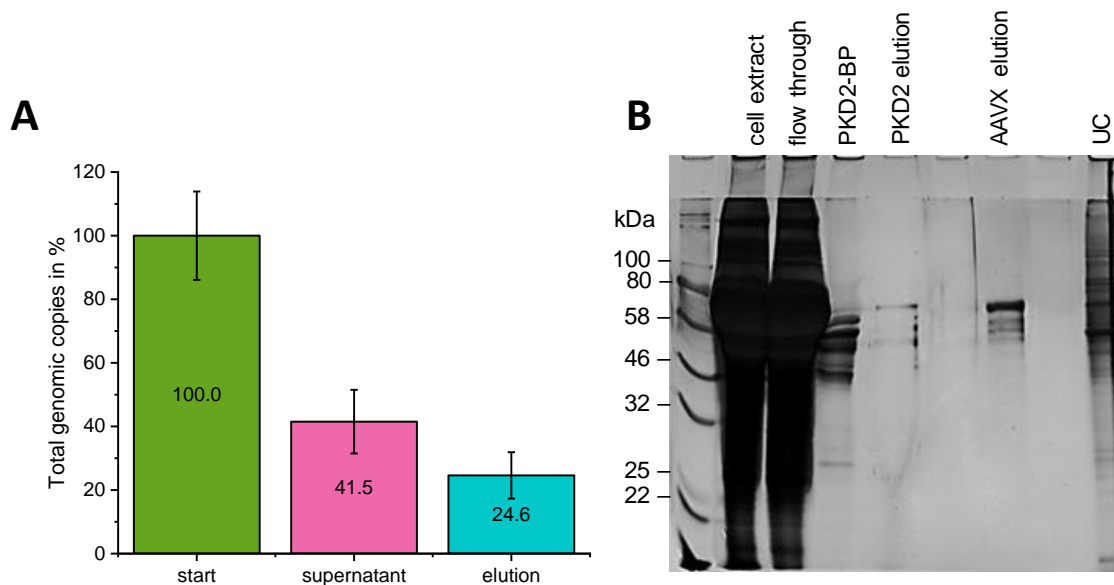 A
Total genomic copies in %
120
100
80
60
40
20
0
100.0
41.5
24.6
start
supernatant
elution
B
cell extract
flow through
PKD2-BP
PKD2 elution
AAVX elution
UC
kDa
100
80
58
46
32
25
22